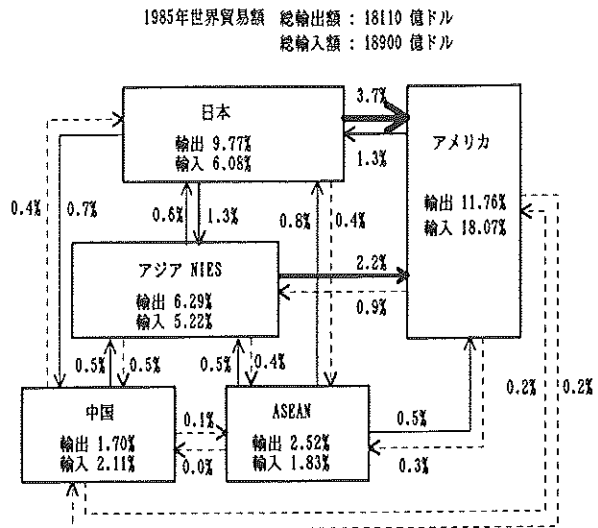 1985年世界貿易額 総輸出額 : 18110 億ドル
総輸入額 : 18900 億ドル
3.7%
日本
輸出 9.77%
輸入 6.08%
1.3%
アメリカ
輸出 11.76%
輸入 18.07%
0.4%
0.7%
0.6%
1.3%
0.8%
0.4%
アジア NIES
輸出 6.29%
輸入 5.22%
2.2%
0.9%
0.5%
0.5%
0.5%
0.4%
0.2%
0.2%
中国
輸出 1.70%
輸入 2.11%
0.1%
0.0%
ASEAN
輸出 2.52%
輸入 1.83%
0.5%
0.3%